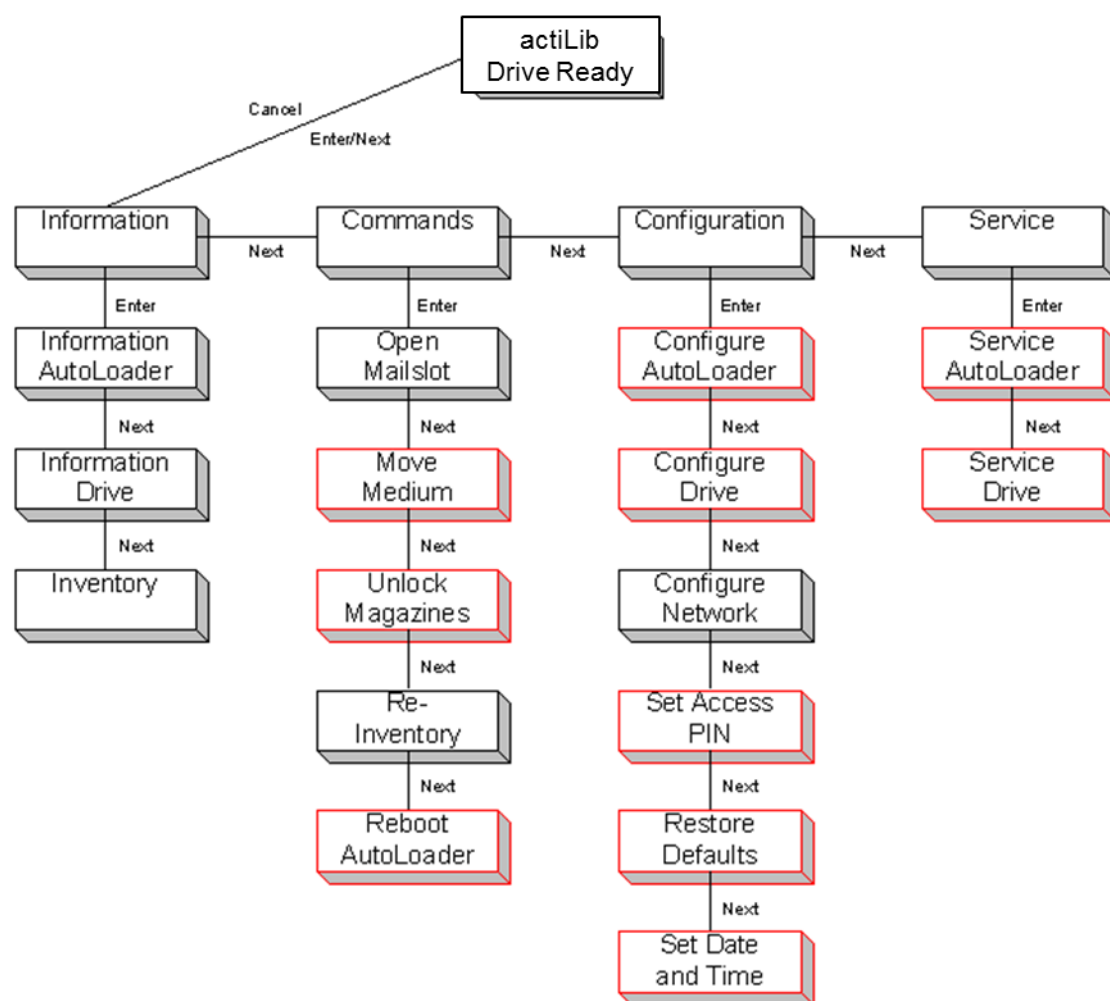 actiLib
Drive Ready
Cancel
Enter/Next
Information
Next
Commands
Next
Configuration
Next
Service
Enter
Enter
Enter
Enter
Information
AutoLoader
Open
Mailslot
Configure
AutoLoader
Service
AutoLoader
Next
Next
Next
Next
Information
Drive
Move
Medium
Configure
Drive
Service
Drive
Next
Next
Next
Inventory
Unlock
Magazines
Configure
Network
Next
Next
Re-
Inventory
Set Access
PIN
Next
Next
Reboot
AutoLoader
Restore
Defaults
Next
Set Date
and Time